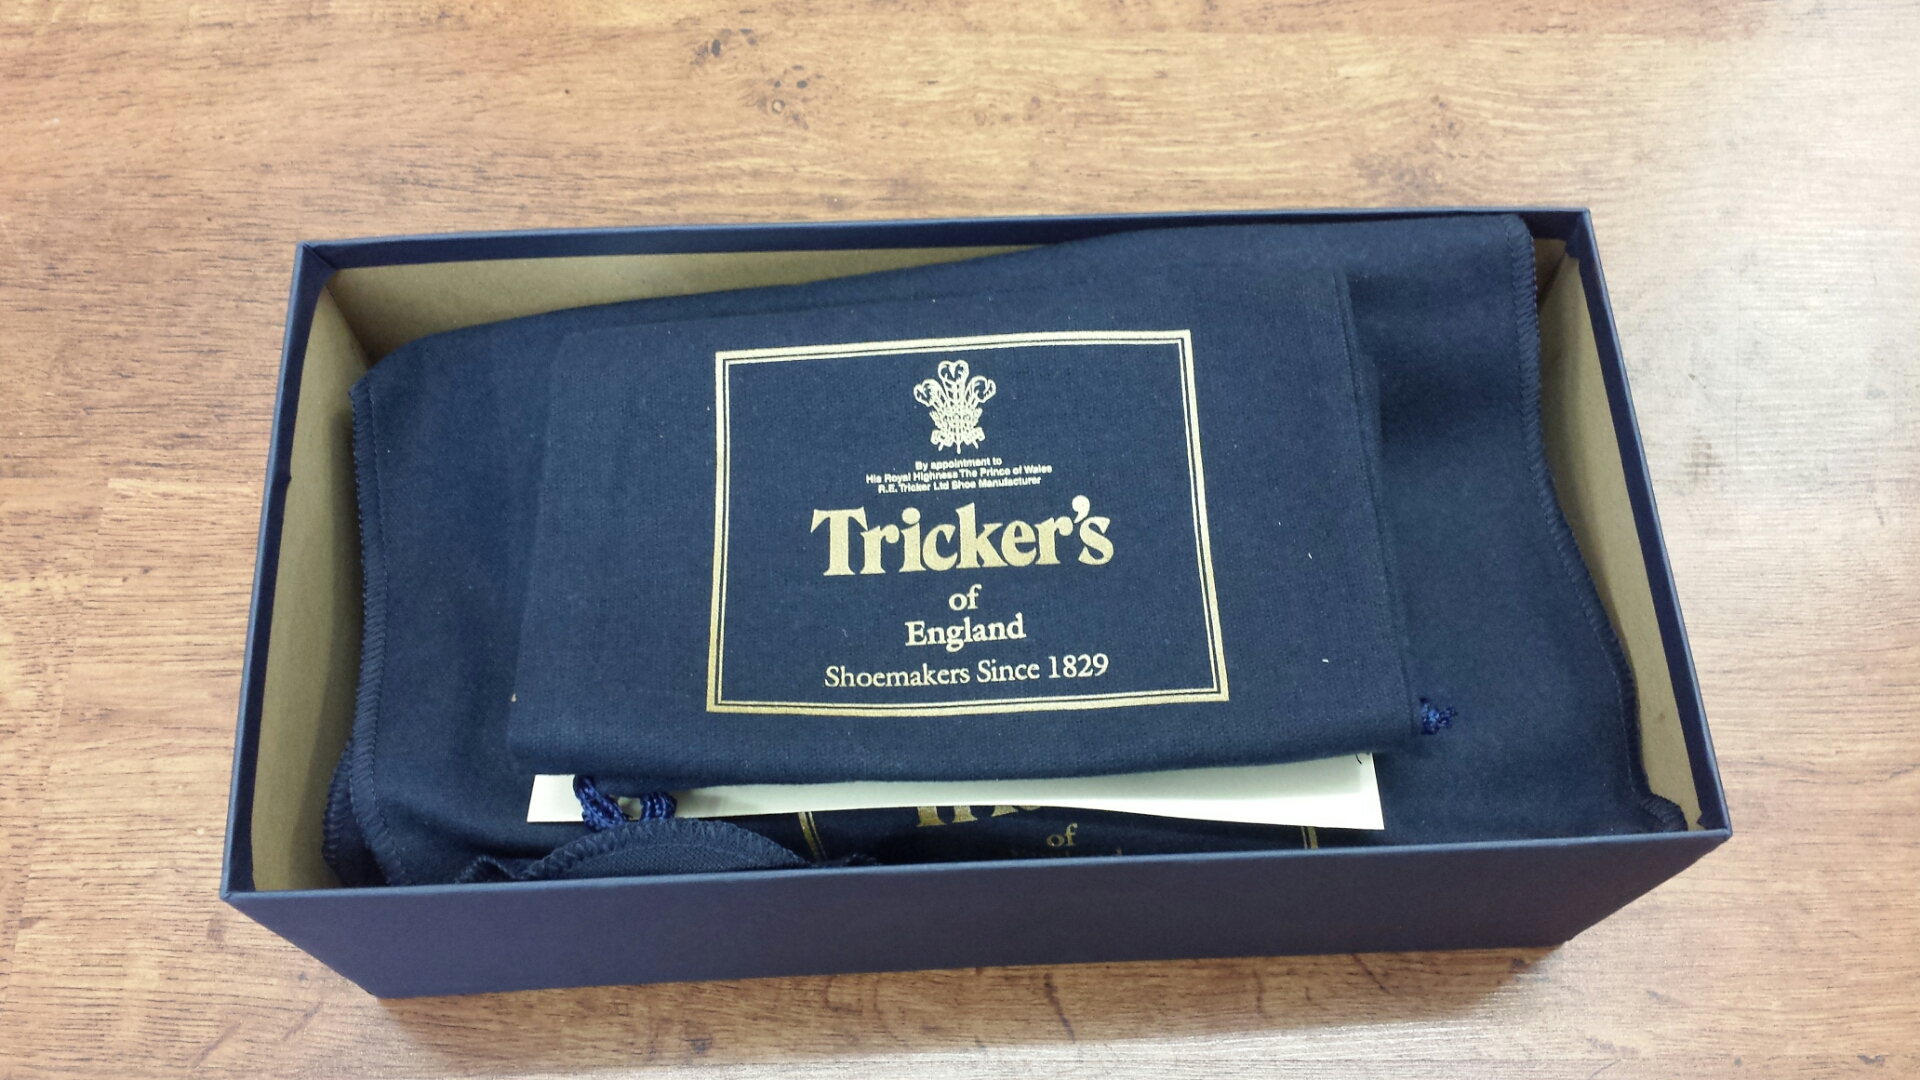 By appointment to
His Royal Highness The Prince of Wales
R.E. Tricker Ltd Shoe Manufacturer
Tricker's
of
England
Shoemakers Since 1829
of